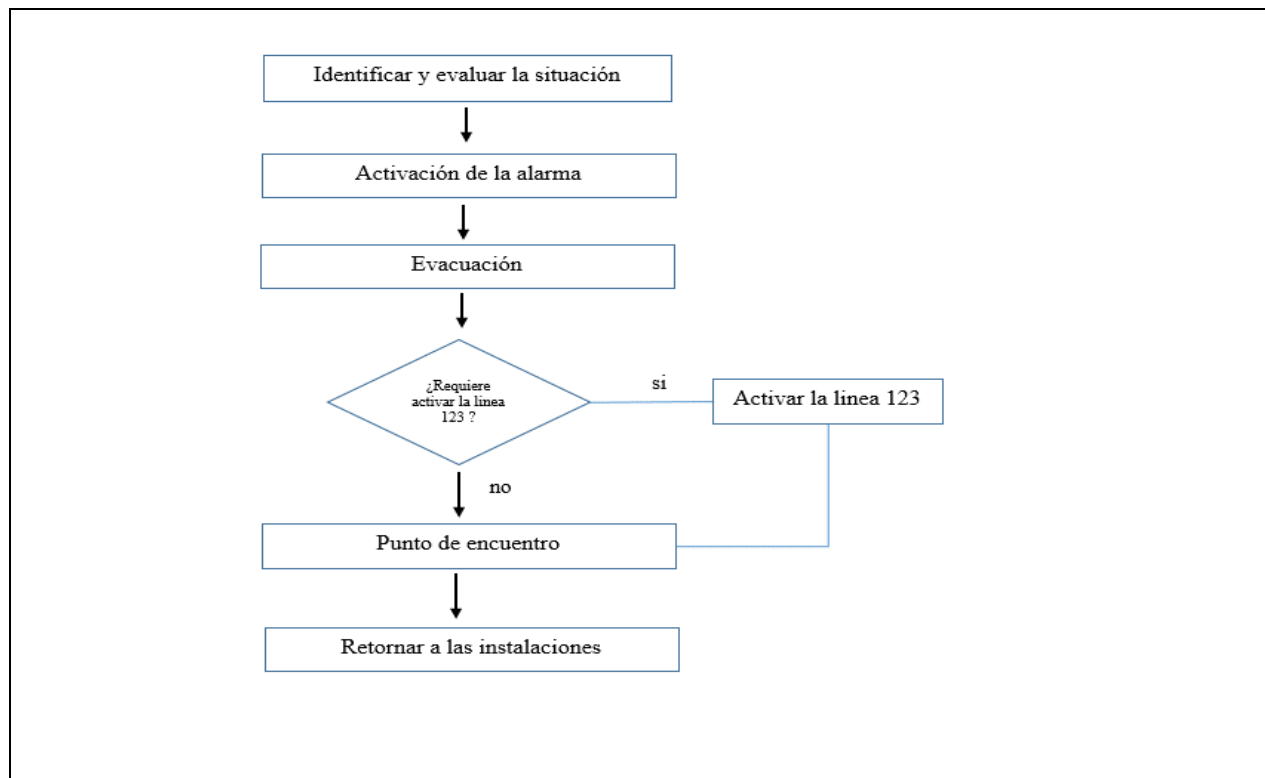 Identificar y evaluar la situación
Activación de la alarma
Evacuación
¿Requiere
activar la linea
123 ?
si
Activar la linea 123
no
Punto de encuentro
Retornar a las instalaciones